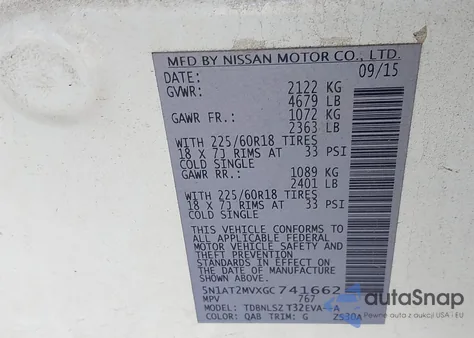 MFD BY NISSAN MOTOR CO., LTD.
DATE: 09/15
GVWR: 2122 KG
4679 LB
GAWR FR.: 1072 KG
2363 LB
WITH 225/60R18 TIRES
18 X 7J RIMS AT 33 PSI
COLD SINGLE
GAWR RR.: 1089 KG
2401 LB
WITH 225/60R18 TIRES
18 X 7J RIMS AT 33 PSI
COLD SINGLE
THIS VEHICLE CONFORMS TO
ALL APPLICABLE FEDERAL
MOTOR VEHICLE SAFETY
STANDARDS IN EFFECT ON
THE DATE OF MANUFACTURE
SHOWN ABOVE.
5N1AT2MVXGC741662
MPV 767
MODEL: TDBNLSZ T32EVA A
COLOR: QAB TRIM: G
autoSnap
Pewne auta z USA i Europy